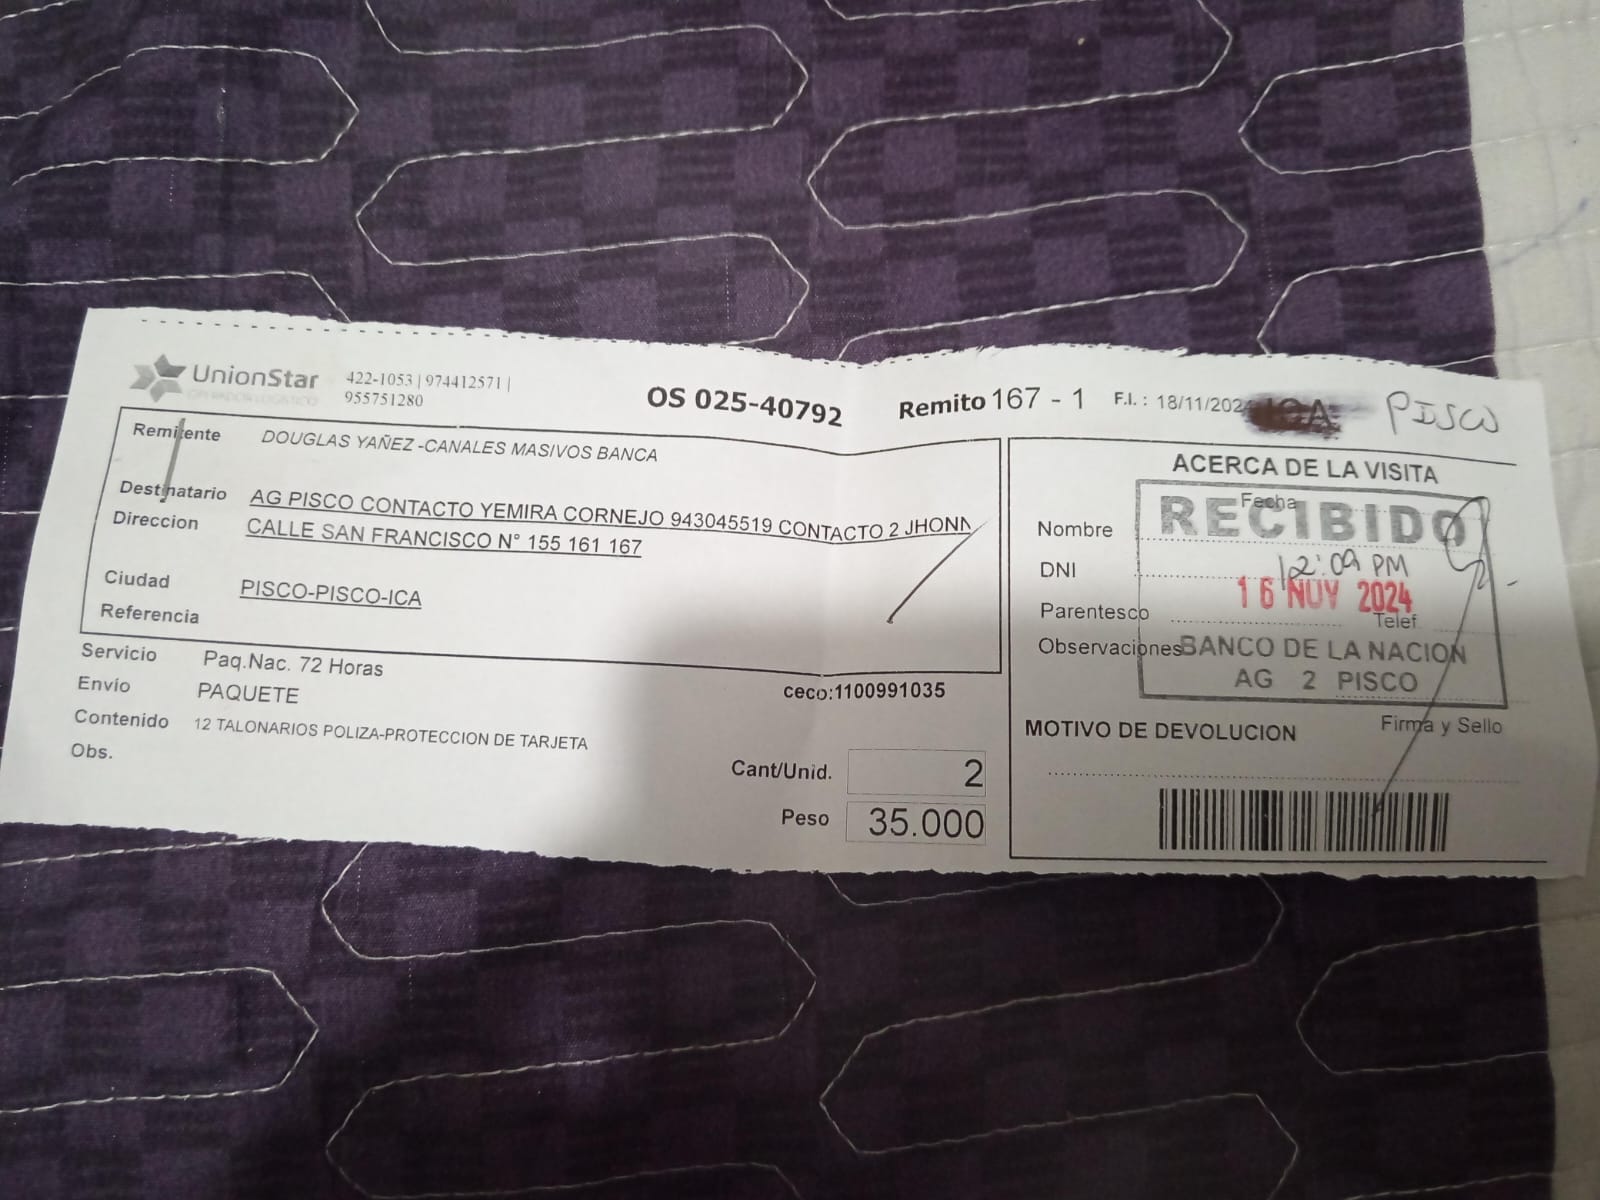 UnionStar
OPERADOR LOGISTICO
422-1053 | 974412571 |
955751280
OS 025-40792
Remito 167 - 1
F.I. : 18/11/2024
PISCO
Remitente DOUGLAS YAÑEZ -CANALES MASIVOS BANCA
Destinatario AG PISCO CONTACTO YEMIRA CORNEJO 943045519 CONTACTO 2 JHONN
Direccion CALLE SAN FRANCISCO N° 155 161 167
Ciudad PISCO-PISCO-ICA
Referencia
Servicio Paq.Nac. 72 Horas
Envío PAQUETE
ceco:1100991035
Contenido 12 TALONARIOS POLIZA-PROTECCION DE TARJETA
Obs.
Cant/Unid. 2
Peso 35.000
ACERCA DE LA VISITA
Fecha
RECIBIDO
Nombre
12:09 PM
DNI
16 NOV 2024
Parentesco
Telef
Observaciones
BANCO DE LA NACION
AG 2 PISCO
Firma y Sello
MOTIVO DE DEVOLUCION